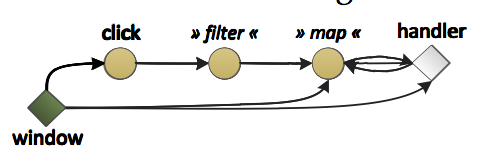 click
» filter «
» map «
handler
window